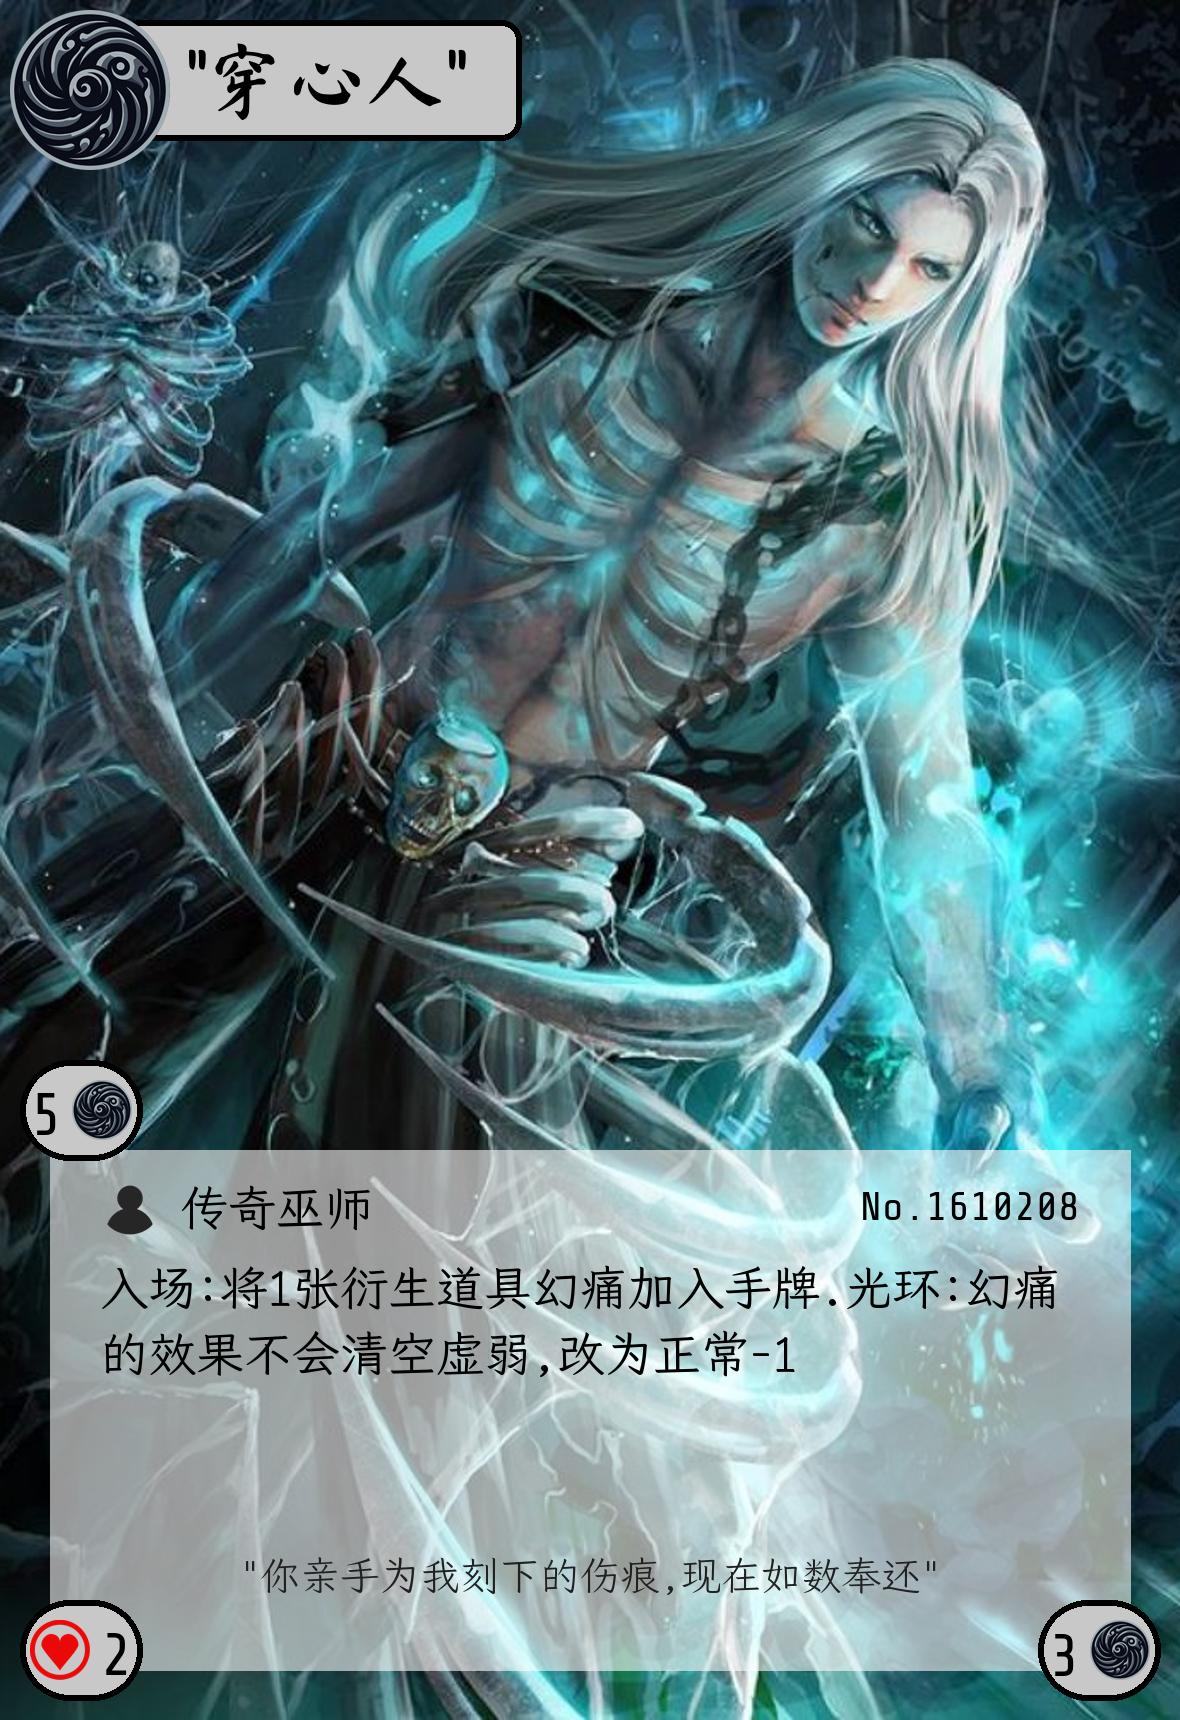 "穿心人"
5
传奇巫师
No.1610208
入场:将1张衍生道具幻痛加入手牌.光环:幻痛
的效果不会清空虚弱,改为正常-1
"你亲手为我刻下的伤痕,现在如数奉还"
2
3